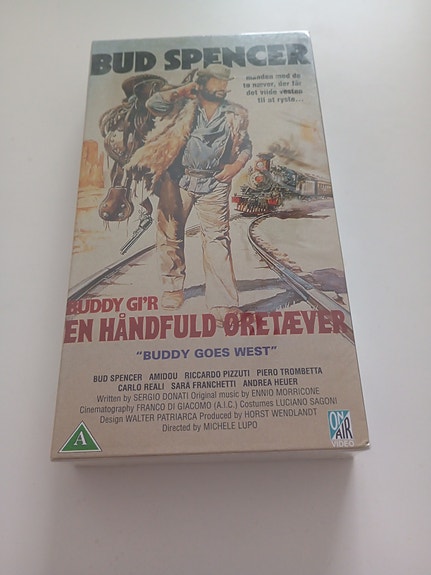 BUD SPENCER
manden med de
to næver, der får
det vilde vesten
til at ryste...
BUDDY GI'R
EN HÅNDFULD ØRETÆVER
"BUDDY GOES WEST"
BUD SPENCER AMIDOU RICCARDO PIZZUTI PIERO TROMBETTA
CARLO REALI SARA FRANCHETTI ANDREA HEUER
Written by SERGIO DONATI Original music by ENNIO MORRICONE
Cinematography FRANCO DI GIACOMO (A.I.C.) Costumes LUCIANO SAGONI
Design WALTER PATRIARCA Produced by HORST WENDLANDT
Directed by MICHELE LUPO
A
ON
AIR
VIDEO